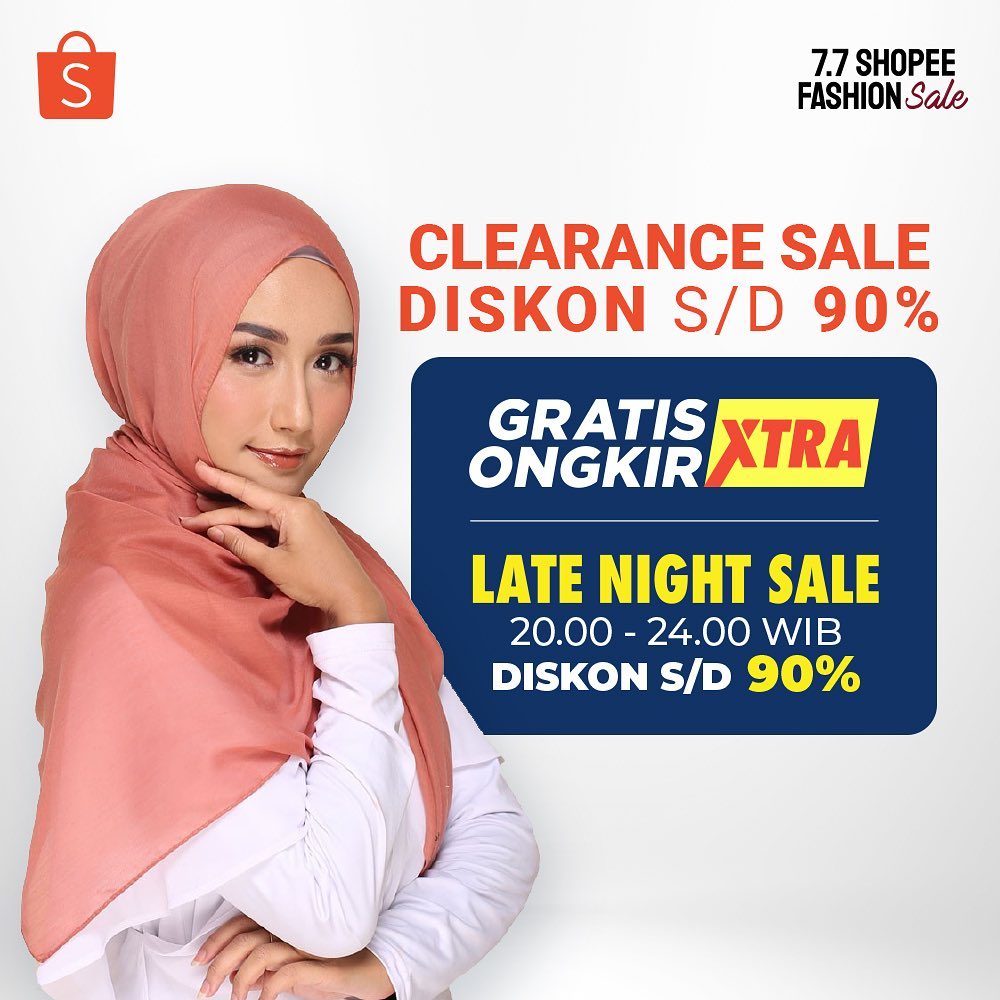 S
7.7 SHOPEE
FASHION Sale
CLEARANCE SALE
DISKON S/D 90%
GRATIS
ONGKIR XTRA
LATE NIGHT SALE
20.00 - 24.00 WIB
DISKON S/D 90%